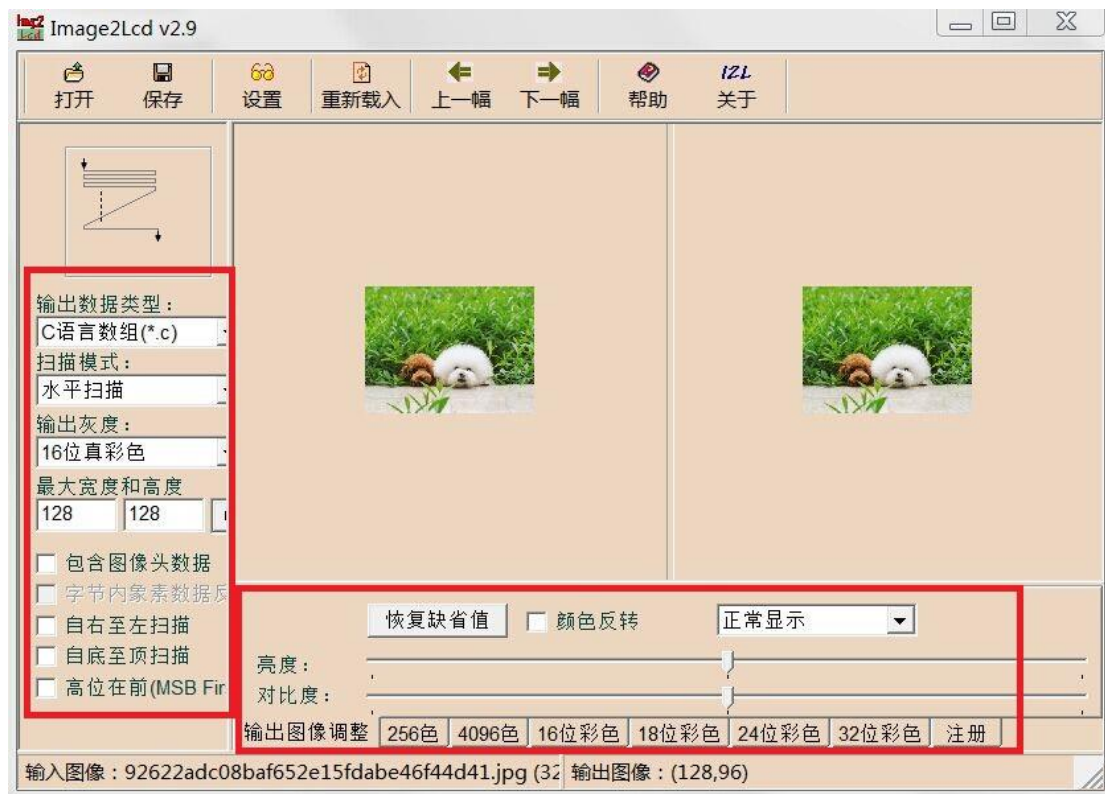 Image2Lcd v2.9
打开 保存 设置 重新载入 上一幅 下一幅 帮助 关于
输出数据类型：
C语言数组(*.c)
扫描模式：
水平扫描
输出灰度：
16位真彩色
最大宽度和高度
128 128
包含图像头数据
字节内象素数据反
自右至左扫描
自底至顶扫描
高位在前(MSB Fir
恢复缺省值 颜色反转 正常显示
亮度：
对比度：
输出图像调整 256色 4096色 16位彩色 18位彩色 24位彩色 32位彩色 注册
输入图像：92622adc08baf652e15fdabe46f44d41.jpg (32 输出图像：(128,96)